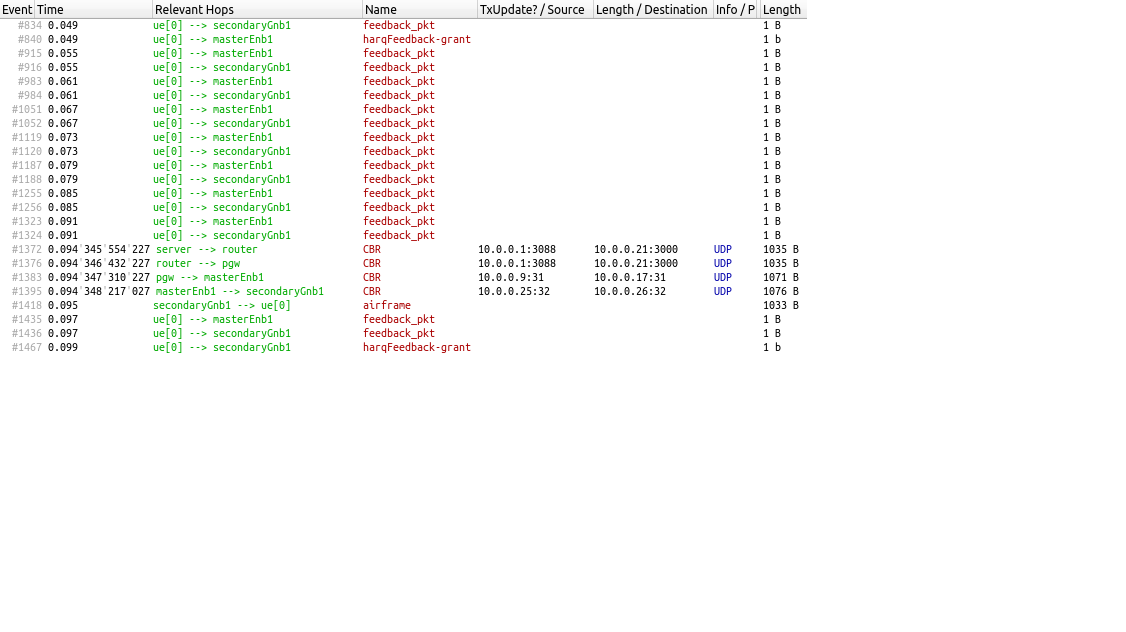 Event Time Relevant Hops Name TxUpdate? / Source Length / Destination Info / P Length
#834 0.049 ue[0] --> secondaryGnb1 feedback_pkt 1 B
#840 0.049 ue[0] --> masterEnb1 harqFeedback-grant 1 b
#915 0.055 ue[0] --> masterEnb1 feedback_pkt 1 B
#916 0.055 ue[0] --> secondaryGnb1 feedback_pkt 1 B
#983 0.061 ue[0] --> masterEnb1 feedback_pkt 1 B
#984 0.061 ue[0] --> secondaryGnb1 feedback_pkt 1 B
#1051 0.067 ue[0] --> masterEnb1 feedback_pkt 1 B
#1052 0.067 ue[0] --> secondaryGnb1 feedback_pkt 1 B
#1119 0.073 ue[0] --> masterEnb1 feedback_pkt 1 B
#1120 0.073 ue[0] --> secondaryGnb1 feedback_pkt 1 B
#1187 0.079 ue[0] --> masterEnb1 feedback_pkt 1 B
#1188 0.079 ue[0] --> secondaryGnb1 feedback_pkt 1 B
#1255 0.085 ue[0] --> masterEnb1 feedback_pkt 1 B
#1256 0.085 ue[0] --> secondaryGnb1 feedback_pkt 1 B
#1323 0.091 ue[0] --> masterEnb1 feedback_pkt 1 B
#1324 0.091 ue[0] --> secondaryGnb1 feedback_pkt 1 B
#1372 0.094'345'554'227 server --> router CBR 10.0.0.1:3088 10.0.0.21:3000 UDP 1035 B
#1376 0.094'346'432'227 router --> pgw CBR 10.0.0.1:3088 10.0.0.21:3000 UDP 1035 B
#1383 0.094'347'310'227 pgw --> masterEnb1 CBR 10.0.0.9:31 10.0.0.17:31 UDP 1071 B
#1395 0.094'348'217'027 masterEnb1 --> secondaryGnb1 CBR 10.0.0.25:32 10.0.0.26:32 UDP 1076 B
#1418 0.095 secondaryGnb1 --> ue[0] airframe 1033 B
#1435 0.097 ue[0] --> masterEnb1 feedback_pkt 1 B
#1436 0.097 ue[0] --> secondaryGnb1 feedback_pkt 1 B
#1467 0.099 ue[0] --> secondaryGnb1 harqFeedback-grant 1 b